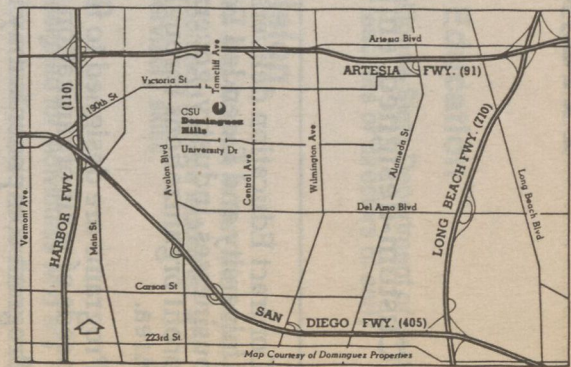 Artesia Blvd
ARTESIA FWY. (91)
Tamcliff Ave
Victoria St
190th St
(110)
CSU
Dominguez
Hills
University Dr
Avalon Blvd
Central Ave
Wilmington Ave
Alameda St
LONG BEACH FWY. (710)
Long Beach Blvd
Vermont Ave
HARBOR FWY
Main St
Del Amo Blvd
Carson St
SAN DIEGO FWY. (405)
223rd St
Map Courtesy of Dominguez Properties